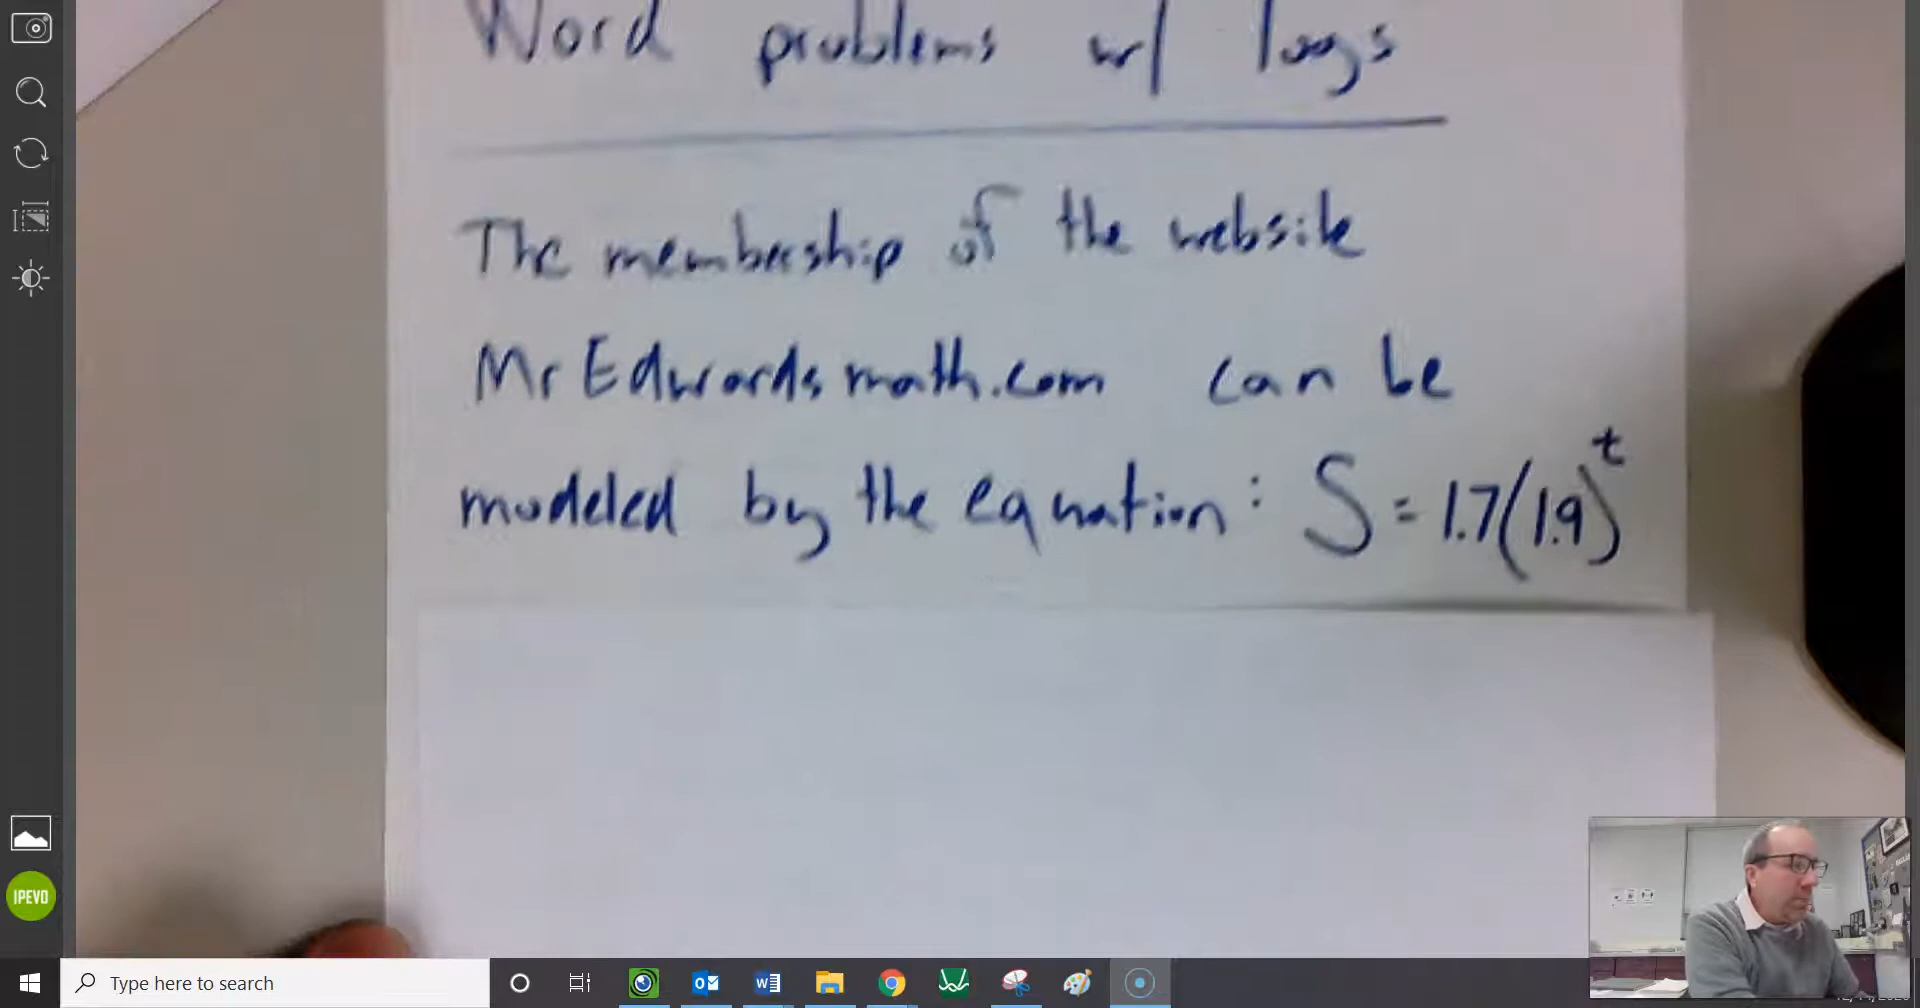 Word problems w/ logs
The membership of the website
MrEdwardsmath.com can be
modeled by the equation: S = 1.7(1.9)^t
IPEVO
Type here to search